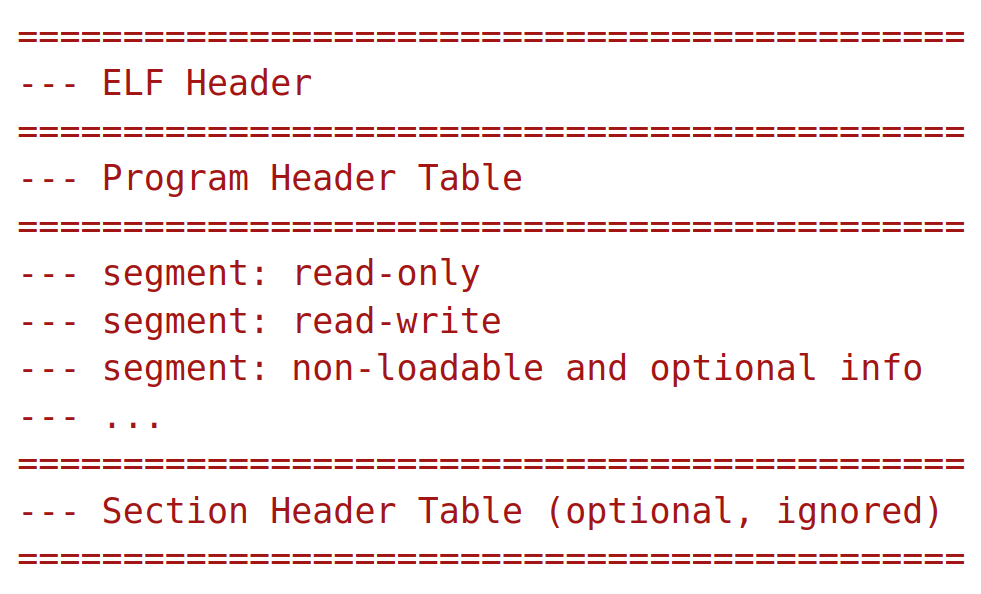 =============================================
--- ELF Header
=============================================
--- Program Header Table
=============================================
--- segment: read-only
--- segment: read-write
--- segment: non-loadable and optional info
--- ...
=============================================
--- Section Header Table (optional, ignored)
=============================================